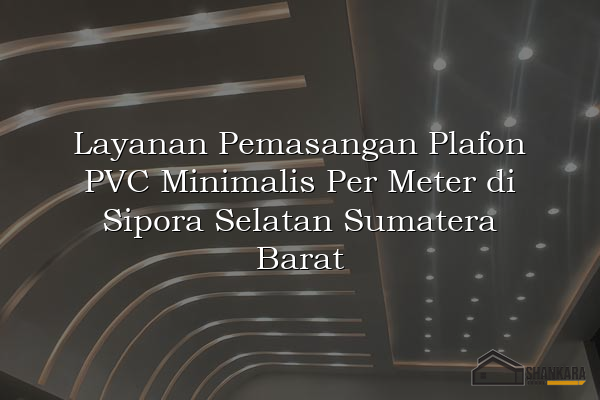 Layanan Pemasangan Plafon
PVC Minimalis Per Meter di
Sipora Selatan Sumatera
Barat
SHANKARA